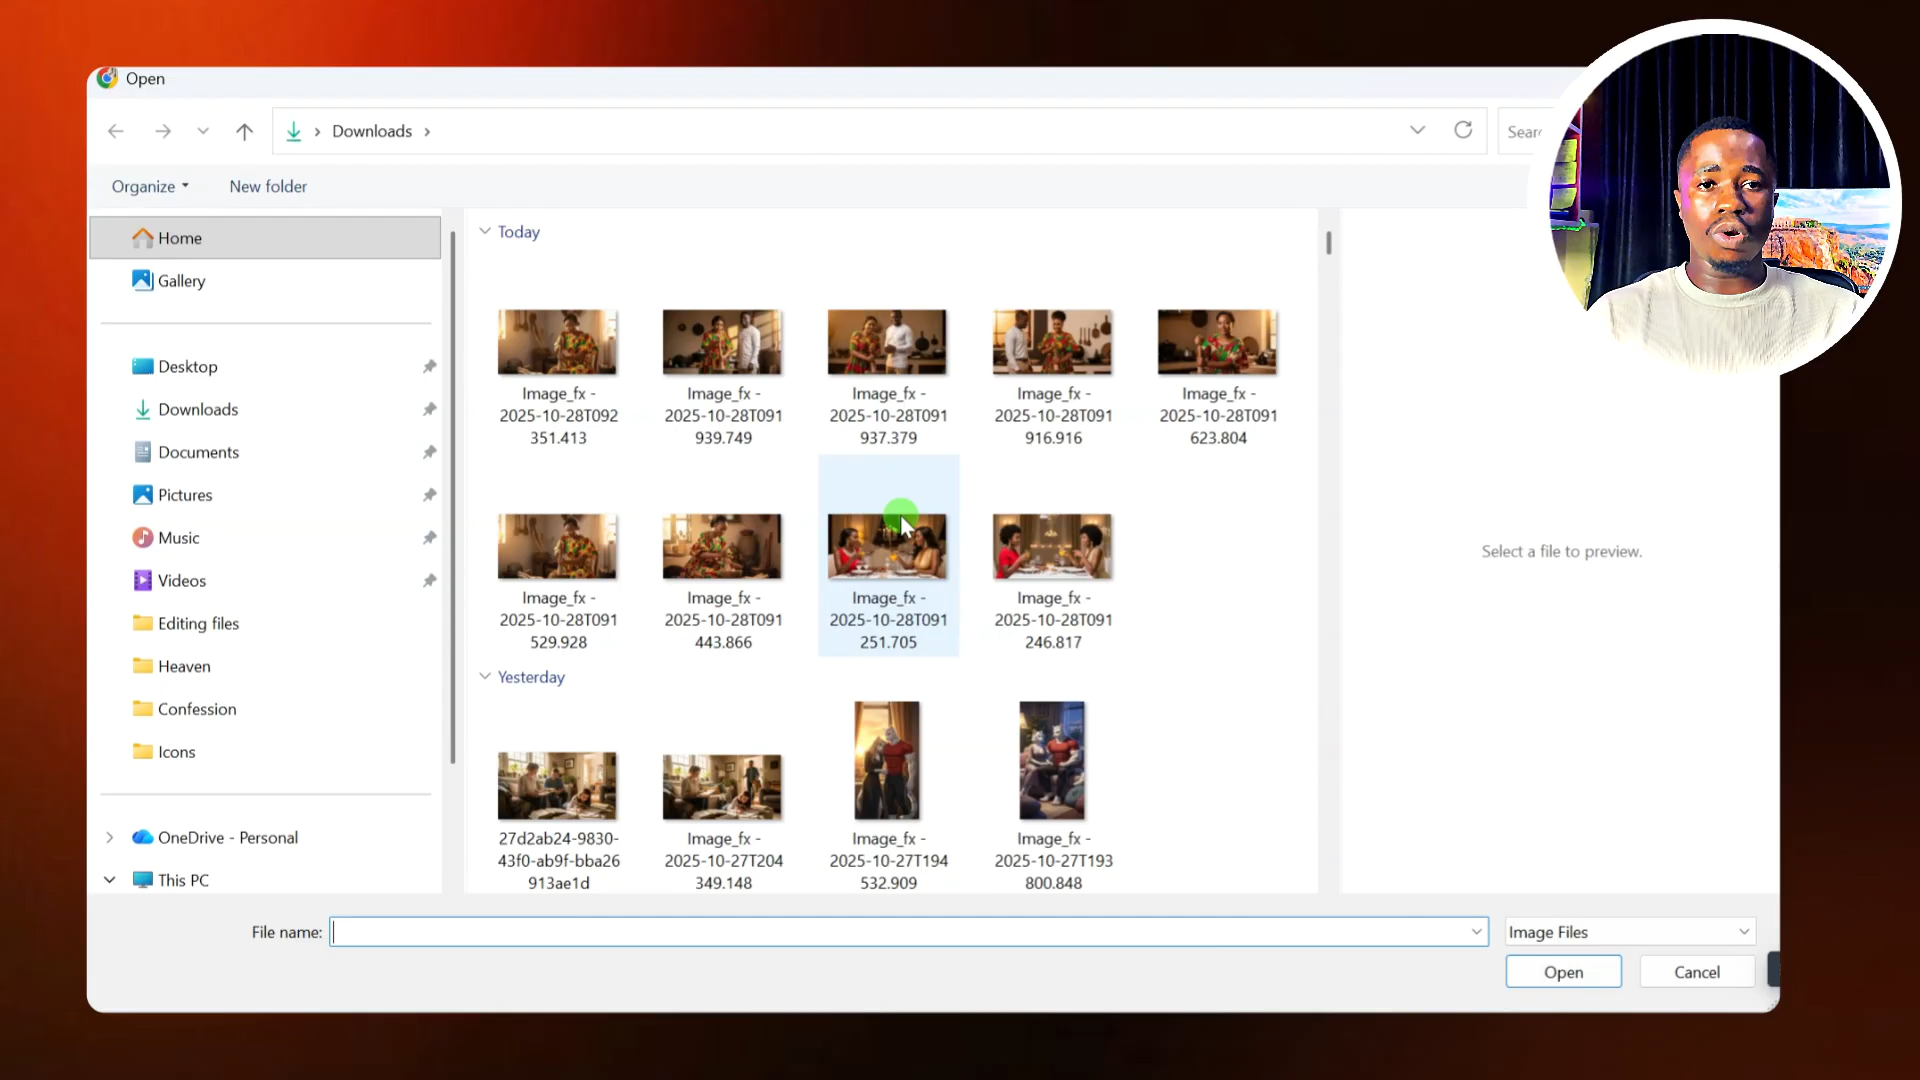 Open
Downloads
Organize
New folder
Home
Gallery
Desktop
Downloads
Documents
Pictures
Music
Videos
Editing files
Heaven
Confession
Icons
OneDrive - Personal
This PC
Today
Image_fx -
2025-10-28T092
351.413
Image_fx -
2025-10-28T091
939.749
Image_fx -
2025-10-28T091
937.379
Image_fx -
2025-10-28T091
916.916
Image_fx -
2025-10-28T091
623.804
Image_fx -
2025-10-28T091
529.928
Image_fx -
2025-10-28T091
443.866
Image_fx -
2025-10-28T091
251.705
Image_fx -
2025-10-28T091
246.817
Yesterday
27d2ab24-9830-
43f0-ab9f-bba26
913ae1d
Image_fx -
2025-10-27T204
349.148
Image_fx -
2025-10-27T194
532.909
Image_fx -
2025-10-27T193
800.848
Select a file to preview.
File name:
Image Files
Open
Cancel